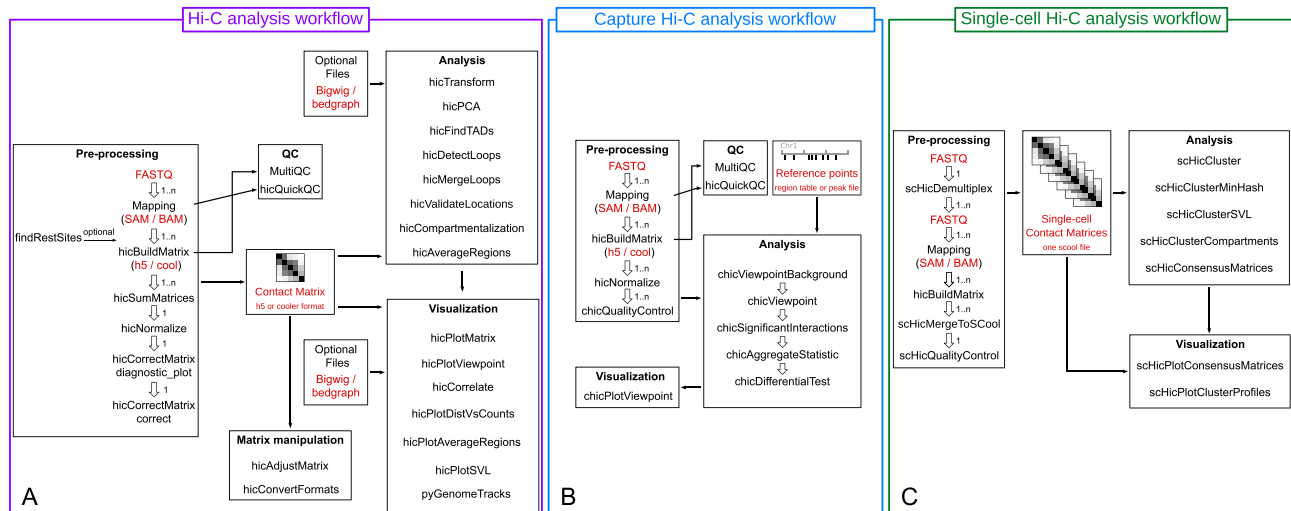 Hi-C analysis workflow
Optional
Files
Bigwig /
bedgraph
Analysis
hicTransform
hicPCA
hicFindTADs
hicDetectLoops
hicMergeLoops
hicValidateLocations
hicCompartmentalization
hicAverageRegions
Pre-processing
FASTQ
1..n
Mapping
(SAM / BAM)
findRestSites
optional
1..n
hicBuildMatrix
(h5 / cool)
1..n
hicSumMatrices
1
hicNormalize
1
hicCorrectMatrix
diagnostic_plot
1
hicCorrectMatrix
correct
QC
MultiQC
hicQuickQC
Contact Matrix
h5 or cooler format
Optional
Files
Bigwig /
bedgraph
Visualization
hicPlotMatrix
hicPlotViewpoint
hicCorrelate
hicPlotDistVsCounts
hicPlotAverageRegions
hicPlotSVL
pyGenomeTracks
Matrix manipulation
hicAdjustMatrix
hicConvertFormats
A
Capture Hi-C analysis workflow
Pre-processing
FASTQ
1..n
Mapping
(SAM / BAM)
1..n
hicBuildMatrix
(h5 / cool)
1..n
hicNormalize
1..n
chicQualityControl
QC
MultiQC
hicQuickQC
Chr1
Reference points
region table or peak file
Analysis
chicViewpointBackground
chicViewpoint
chicSignificantInteractions
chicAggregateStatistic
chicDifferentialTest
Visualization
chicPlotViewpoint
B
Single-cell Hi-C analysis workflow
Pre-processing
FASTQ
1
scHicDemultiplex
1..n
FASTQ
1..n
Mapping
(SAM / BAM)
1..n
hicBuildMatrix
1..n
scHicMergeToSCool
1
scHicQualityControl
Single-cell
Contact Matrices
one scool file
Analysis
scHicCluster
scHicClusterMinHash
scHicClusterSVL
scHicClusterCompartments
scHicConsensusMatrices
Visualization
scHicPlotConsensusMatrices
scHicPlotClusterProfiles
C